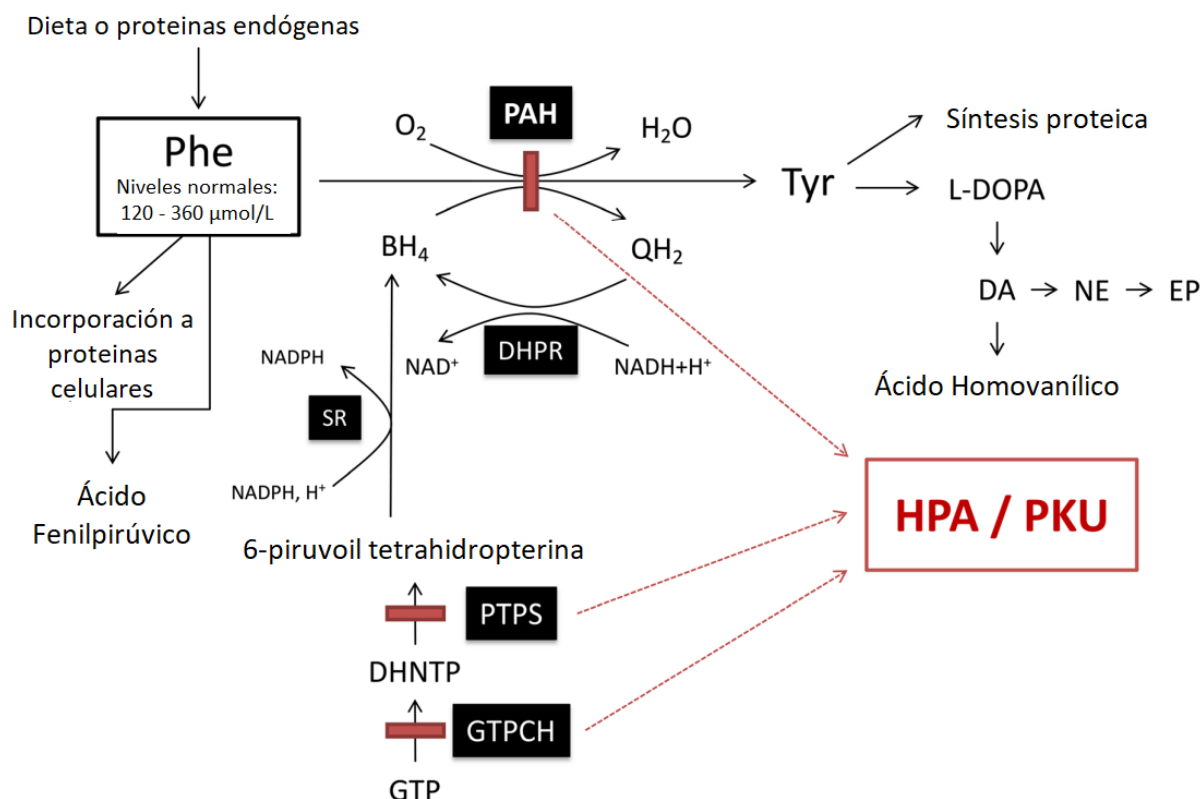 Dieta o proteinas endógenas
Phe
Niveles normales:
120 - 360 µmol/L
O₂
PAH
H₂O
Tyr
Síntesis proteica
L-DOPA
DA
NE
EP
Ácido Homovanílico
BH₄
QH₂
Incorporación a
proteinas
celulares
NADPH
NAD⁺
DHPR
NADH+H⁺
SR
NADPH, H⁺
Ácido
Fenilpirúvico
6-piruvoil tetrahidropterina
HPA / PKU
PTPS
DHNTP
GTPCH
GTP